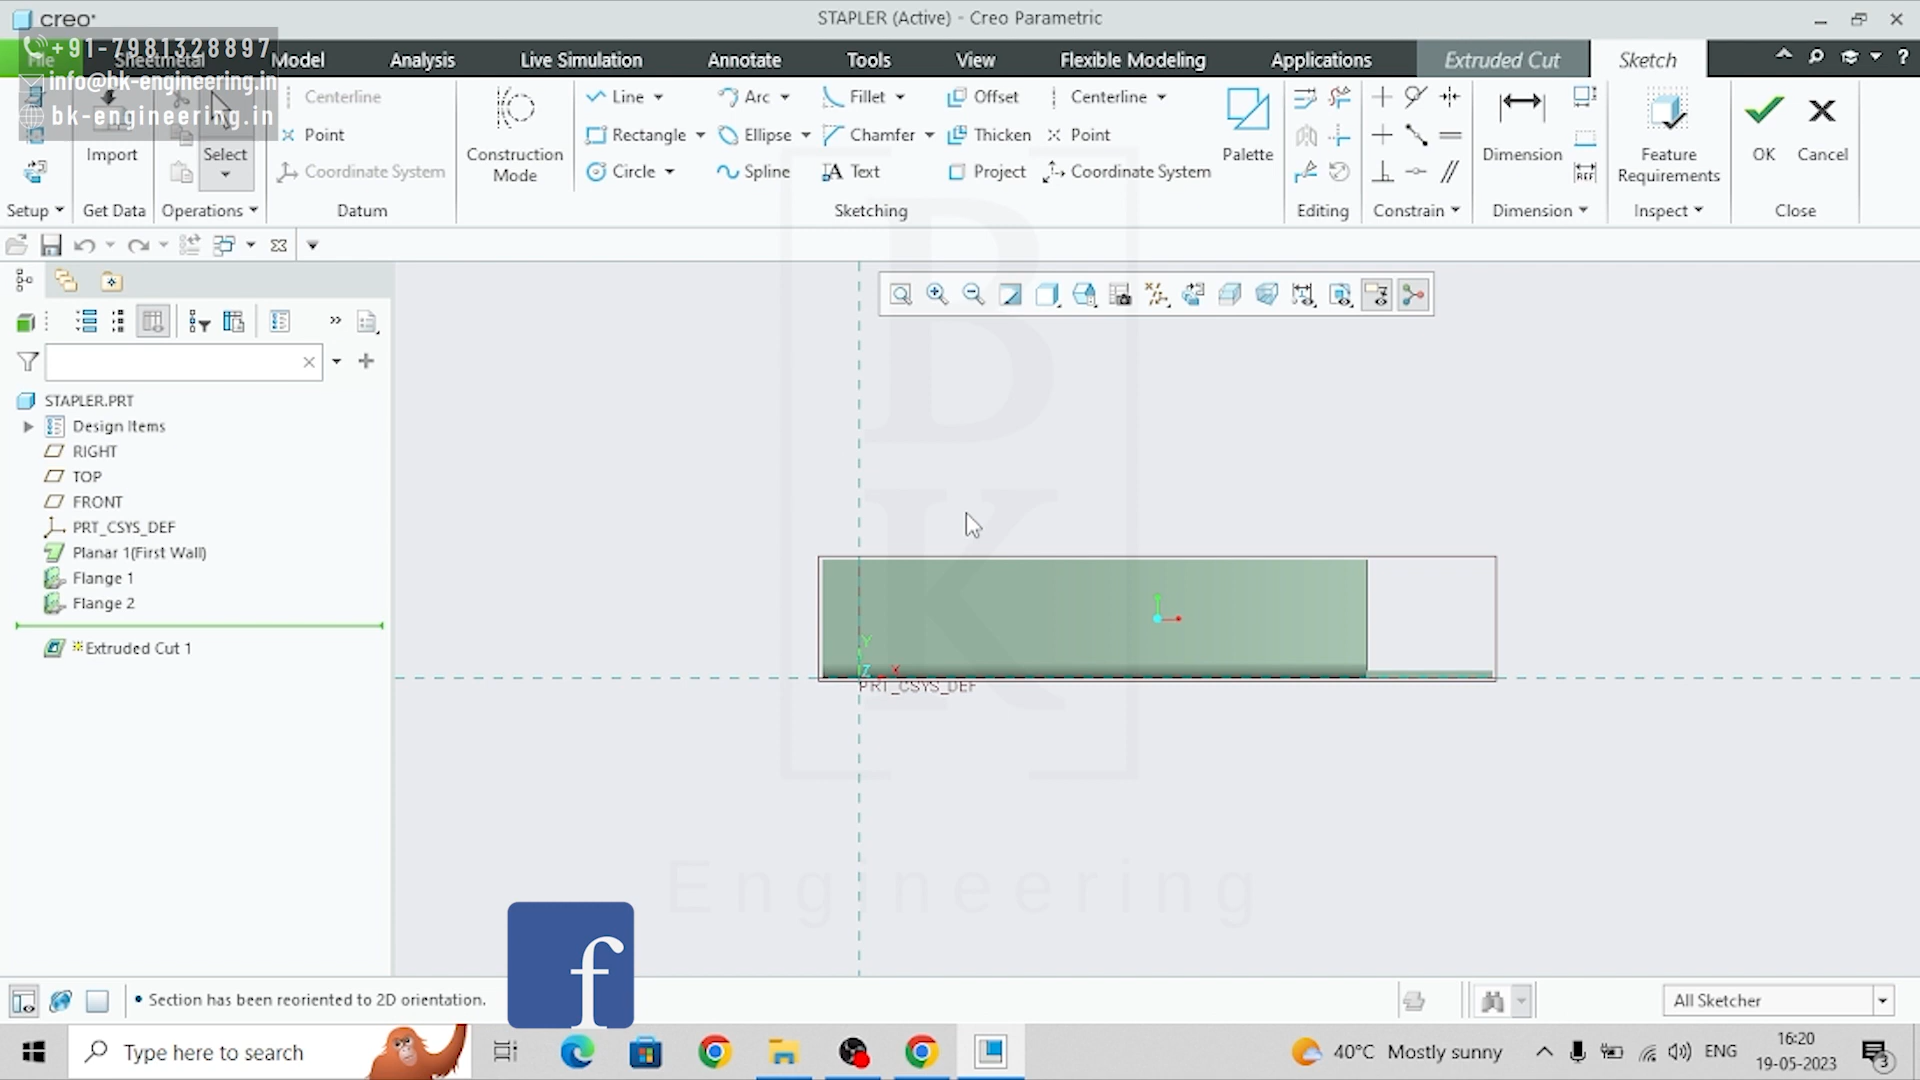 creo
STAPLER (Active) - Creo Parametric
+91-7981328897
info@bk-engineering.in
bk-engineering.in
File
Sheetmetal
Model
Analysis
Live Simulation
Annotate
Tools
View
Flexible Modeling
Applications
Extruded Cut
Sketch
?
Import
Select
Centerline
Point
Coordinate System
Construction
Mode
Line
Arc
Fillet
Offset
Centerline
Rectangle
Ellipse
Chamfer
Thicken
Point
Circle
Spline
Text
Project
Coordinate System
Palette
Dimension
REF
Feature
Requirements
OK
Cancel
Setup
Get Data
Operations
Datum
Sketching
Editing
Constrain
Dimension
Inspect
Close
STAPLER.PRT
Design Items
RIGHT
TOP
FRONT
PRT_CSYS_DEF
Planar 1(First Wall)
Flange 1
Flange 2
Extruded Cut 1
B
K
Engineering
Y
Z
X
PRT_CSYS_DEF
f
• Section has been reoriented to 2D orientation.
All Sketcher
Type here to search
40°C Mostly sunny
ENG
16:20
19-05-2023
3